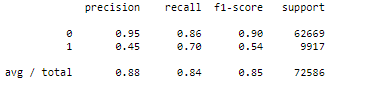 precision recall f1-score support
0 0.95 0.86 0.90 62669
1 0.45 0.70 0.54 9917
avg / total 0.88 0.84 0.85 72586